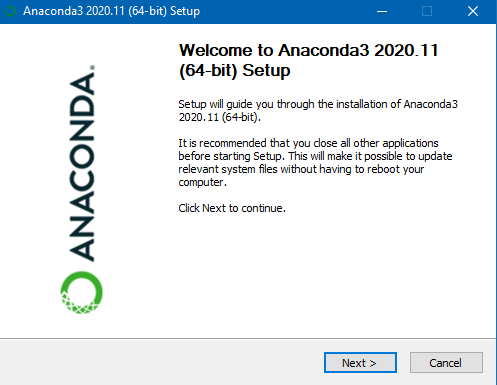 Anaconda3 2020.11 (64-bit) Setup
Welcome to Anaconda3 2020.11
(64-bit) Setup
Setup will guide you through the installation of Anaconda3
2020.11 (64-bit).
It is recommended that you close all other applications
before starting Setup. This will make it possible to update
relevant system files without having to reboot your
computer.
Click Next to continue.
ANACONDA.
Next >
Cancel